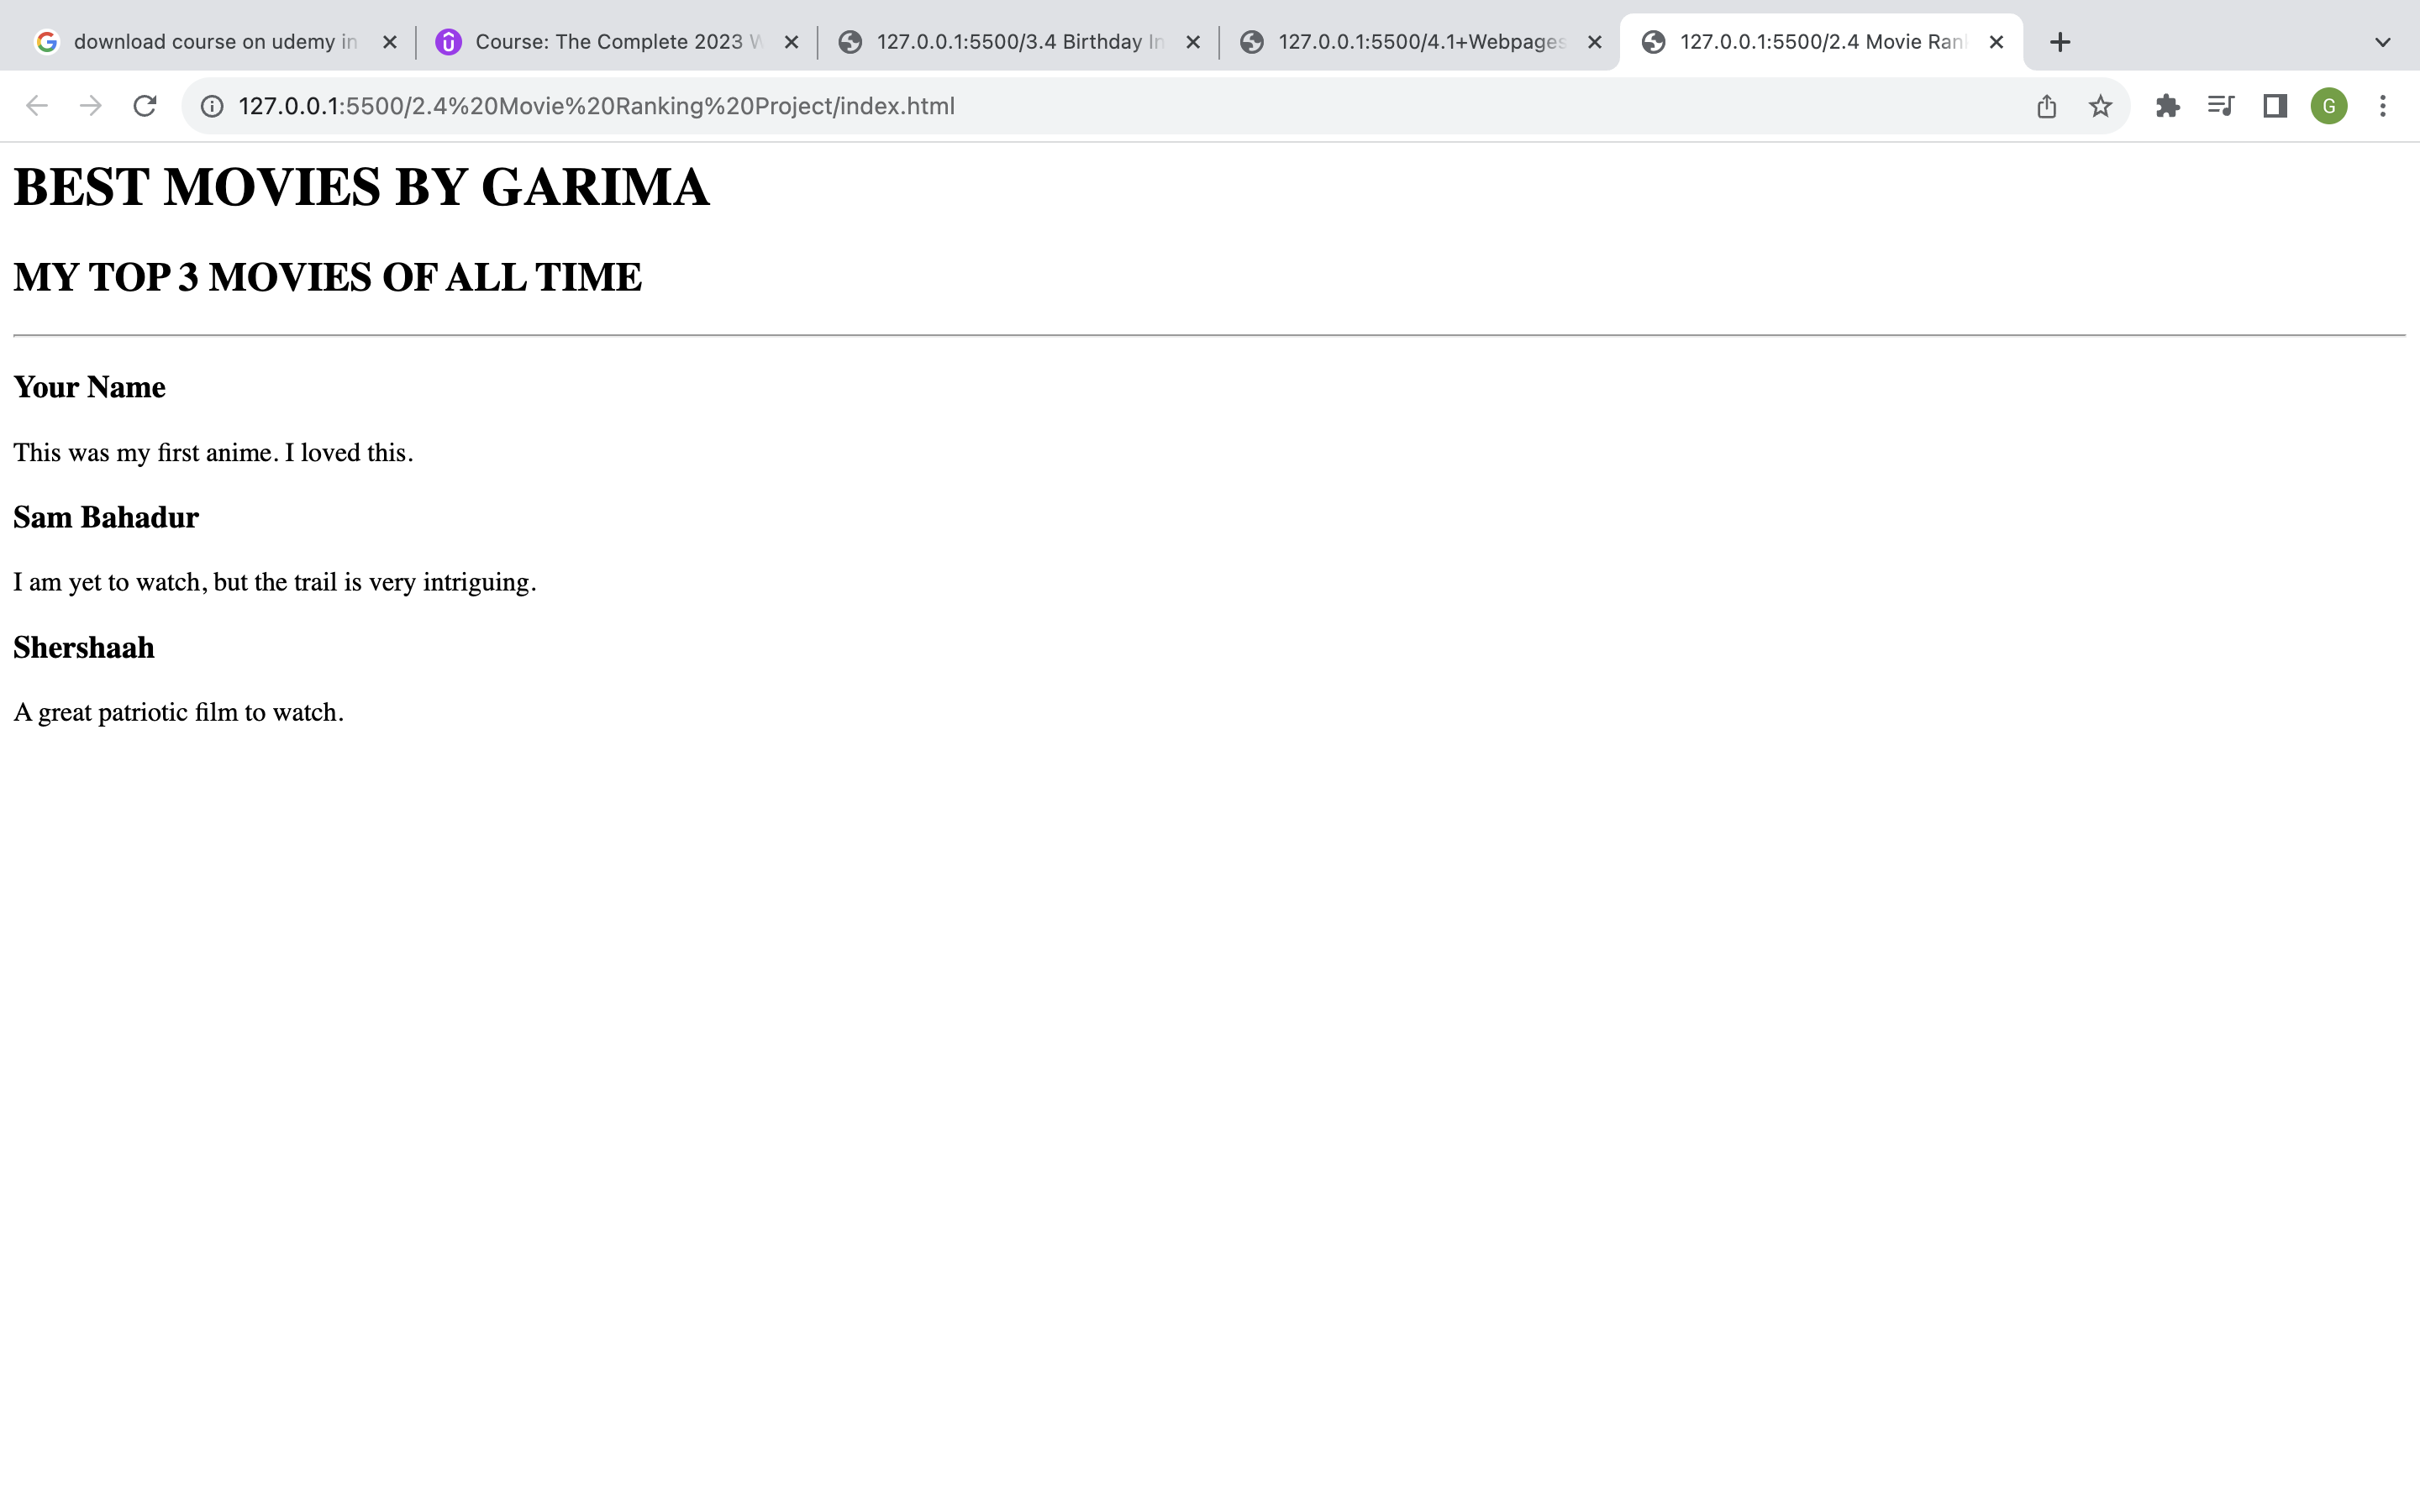 download course on udemy in
Course: The Complete 2023 W
127.0.0.1:5500/3.4 Birthday In
127.0.0.1:5500/4.1+Webpages
127.0.0.1:5500/2.4 Movie Ran
127.0.0.1:5500/2.4%20Movie%20Ranking%20Project/index.html
G
BEST MOVIES BY GARIMA
MY TOP 3 MOVIES OF ALL TIME
Your Name
This was my first anime. I loved this.
Sam Bahadur
I am yet to watch, but the trail is very intriguing.
Shershaah
A great patriotic film to watch.